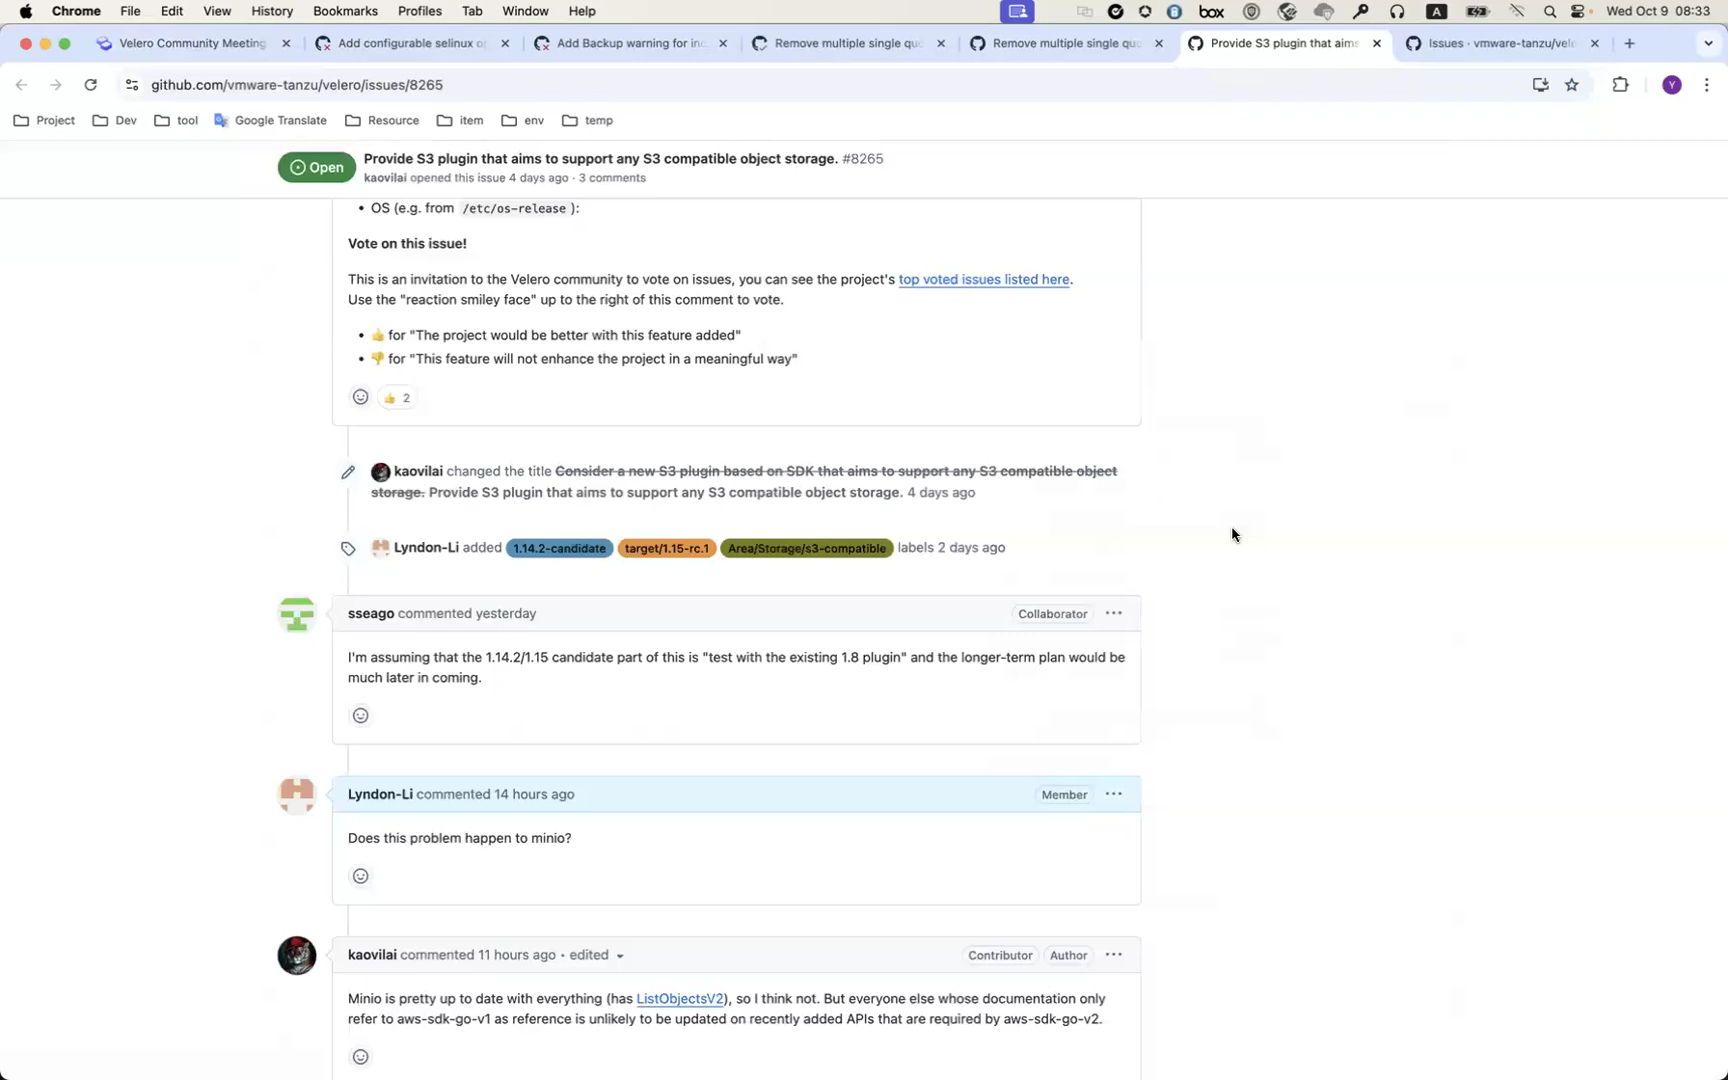 Chrome File Edit View History Bookmarks Profiles Tab Window Help box A Wed Oct 9 08:33
Velero Community Meeting Add configurable selinux op Add Backup warning for inc Remove multiple single quo Remove multiple single quo Provide S3 plugin that aims Issues · vmware-tanzu/velo
github.com/vmware-tanzu/velero/issues/8265 Y
Project Dev tool Google Translate Resource item env temp
Open
Provide S3 plugin that aims to support any S3 compatible object storage. #8265
kaovilai opened this issue 4 days ago · 3 comments
• OS (e.g. from /etc/os-release ):
Vote on this issue!
This is an invitation to the Velero community to vote on issues, you can see the project's top voted issues listed here.
Use the "reaction smiley face" up to the right of this comment to vote.
• 👍 for "The project would be better with this feature added"
• 👎 for "This feature will not enhance the project in a meaningful way"
👍 2
kaovilai changed the title Consider a new S3 plugin based on SDK that aims to support any S3 compatible object
storage. Provide S3 plugin that aims to support any S3 compatible object storage. 4 days ago
Lyndon-Li added 1.14.2-candidate target/1.15-rc.1 Area/Storage/s3-compatible labels 2 days ago
sseago commented yesterday Collaborator ···
I'm assuming that the 1.14.2/1.15 candidate part of this is "test with the existing 1.8 plugin" and the longer-term plan would be
much later in coming.
Lyndon-Li commented 14 hours ago Member ···
Does this problem happen to minio?
kaovilai commented 11 hours ago · edited Contributor Author ···
Minio is pretty up to date with everything (has ListObjectsV2), so I think not. But everyone else whose documentation only
refer to aws-sdk-go-v1 as reference is unlikely to be updated on recently added APIs that are required by aws-sdk-go-v2.